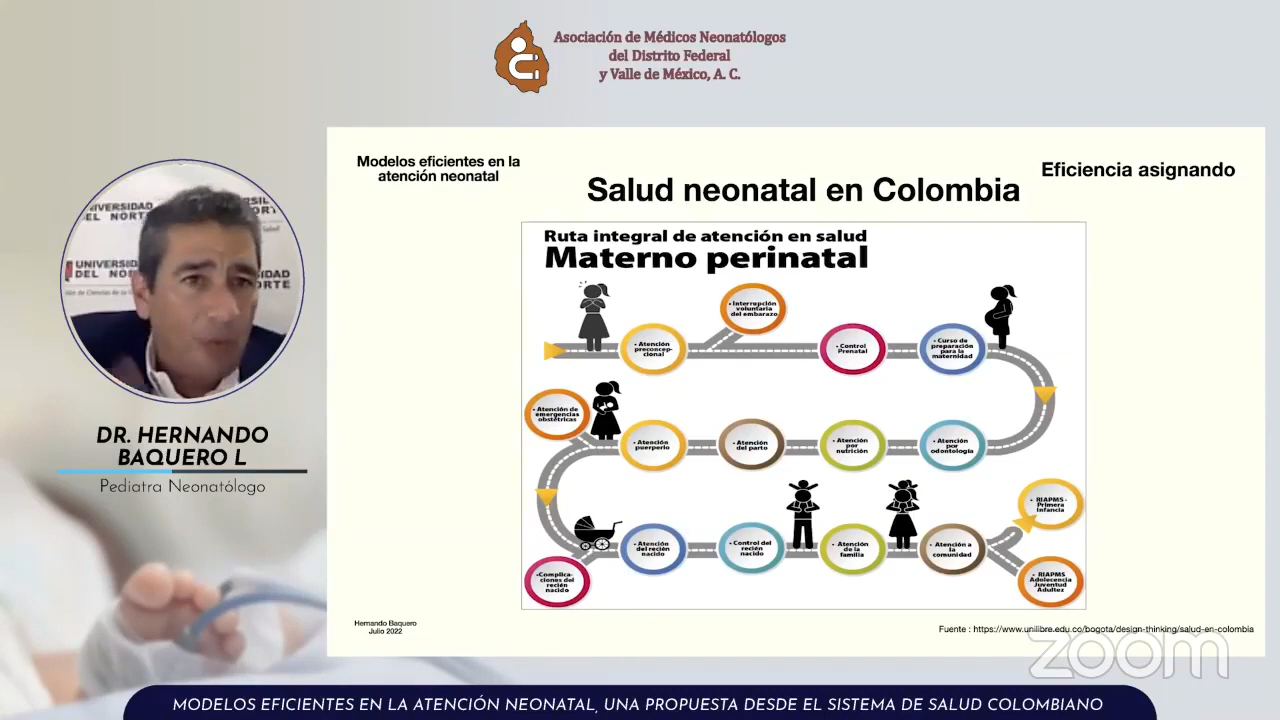 Asociación de Médicos Neonatólogos
del Distrito Federal
y Valle de México, A. C.
Modelos eficientes en la
atención neonatal
Eficiencia asignando
Salud neonatal en Colombia
Ruta integral de atención en salud
Materno perinatal
• Atención
preconcep-
cional
• Interrupción
voluntaria
del embarazo
• Control
Prenatal
• Curso de
preparación
para la
maternidad
• Atención de
emergencias
obstétricas
• Atención
puerperio
• Atención
del parto
• Atención
por
nutrición
• Atención por
odontología
• Complica-
ciones del
recién
nacido
• Atención
del recién
nacido
• Control del
recién
nacido
• Atención
de la
familia
• Atención a
la
comunidad
• RIAPMS -
Primera
Infancia
• RIAPMS
Adolecencia
Juventud
Adultez
Hernando Baquero
Julio 2022
Fuente : https://www.unilibre.edu.co/bogota/design-thinking/salud-en-colombia
zoom
UNIVERSIDAD
DEL NORTE
DR. HERNANDO
BAQUERO L
Pediatra Neonatólogo
MODELOS EFICIENTES EN LA ATENCIÓN NEONATAL, UNA PROPUESTA DESDE EL SISTEMA DE SALUD COLOMBIANO